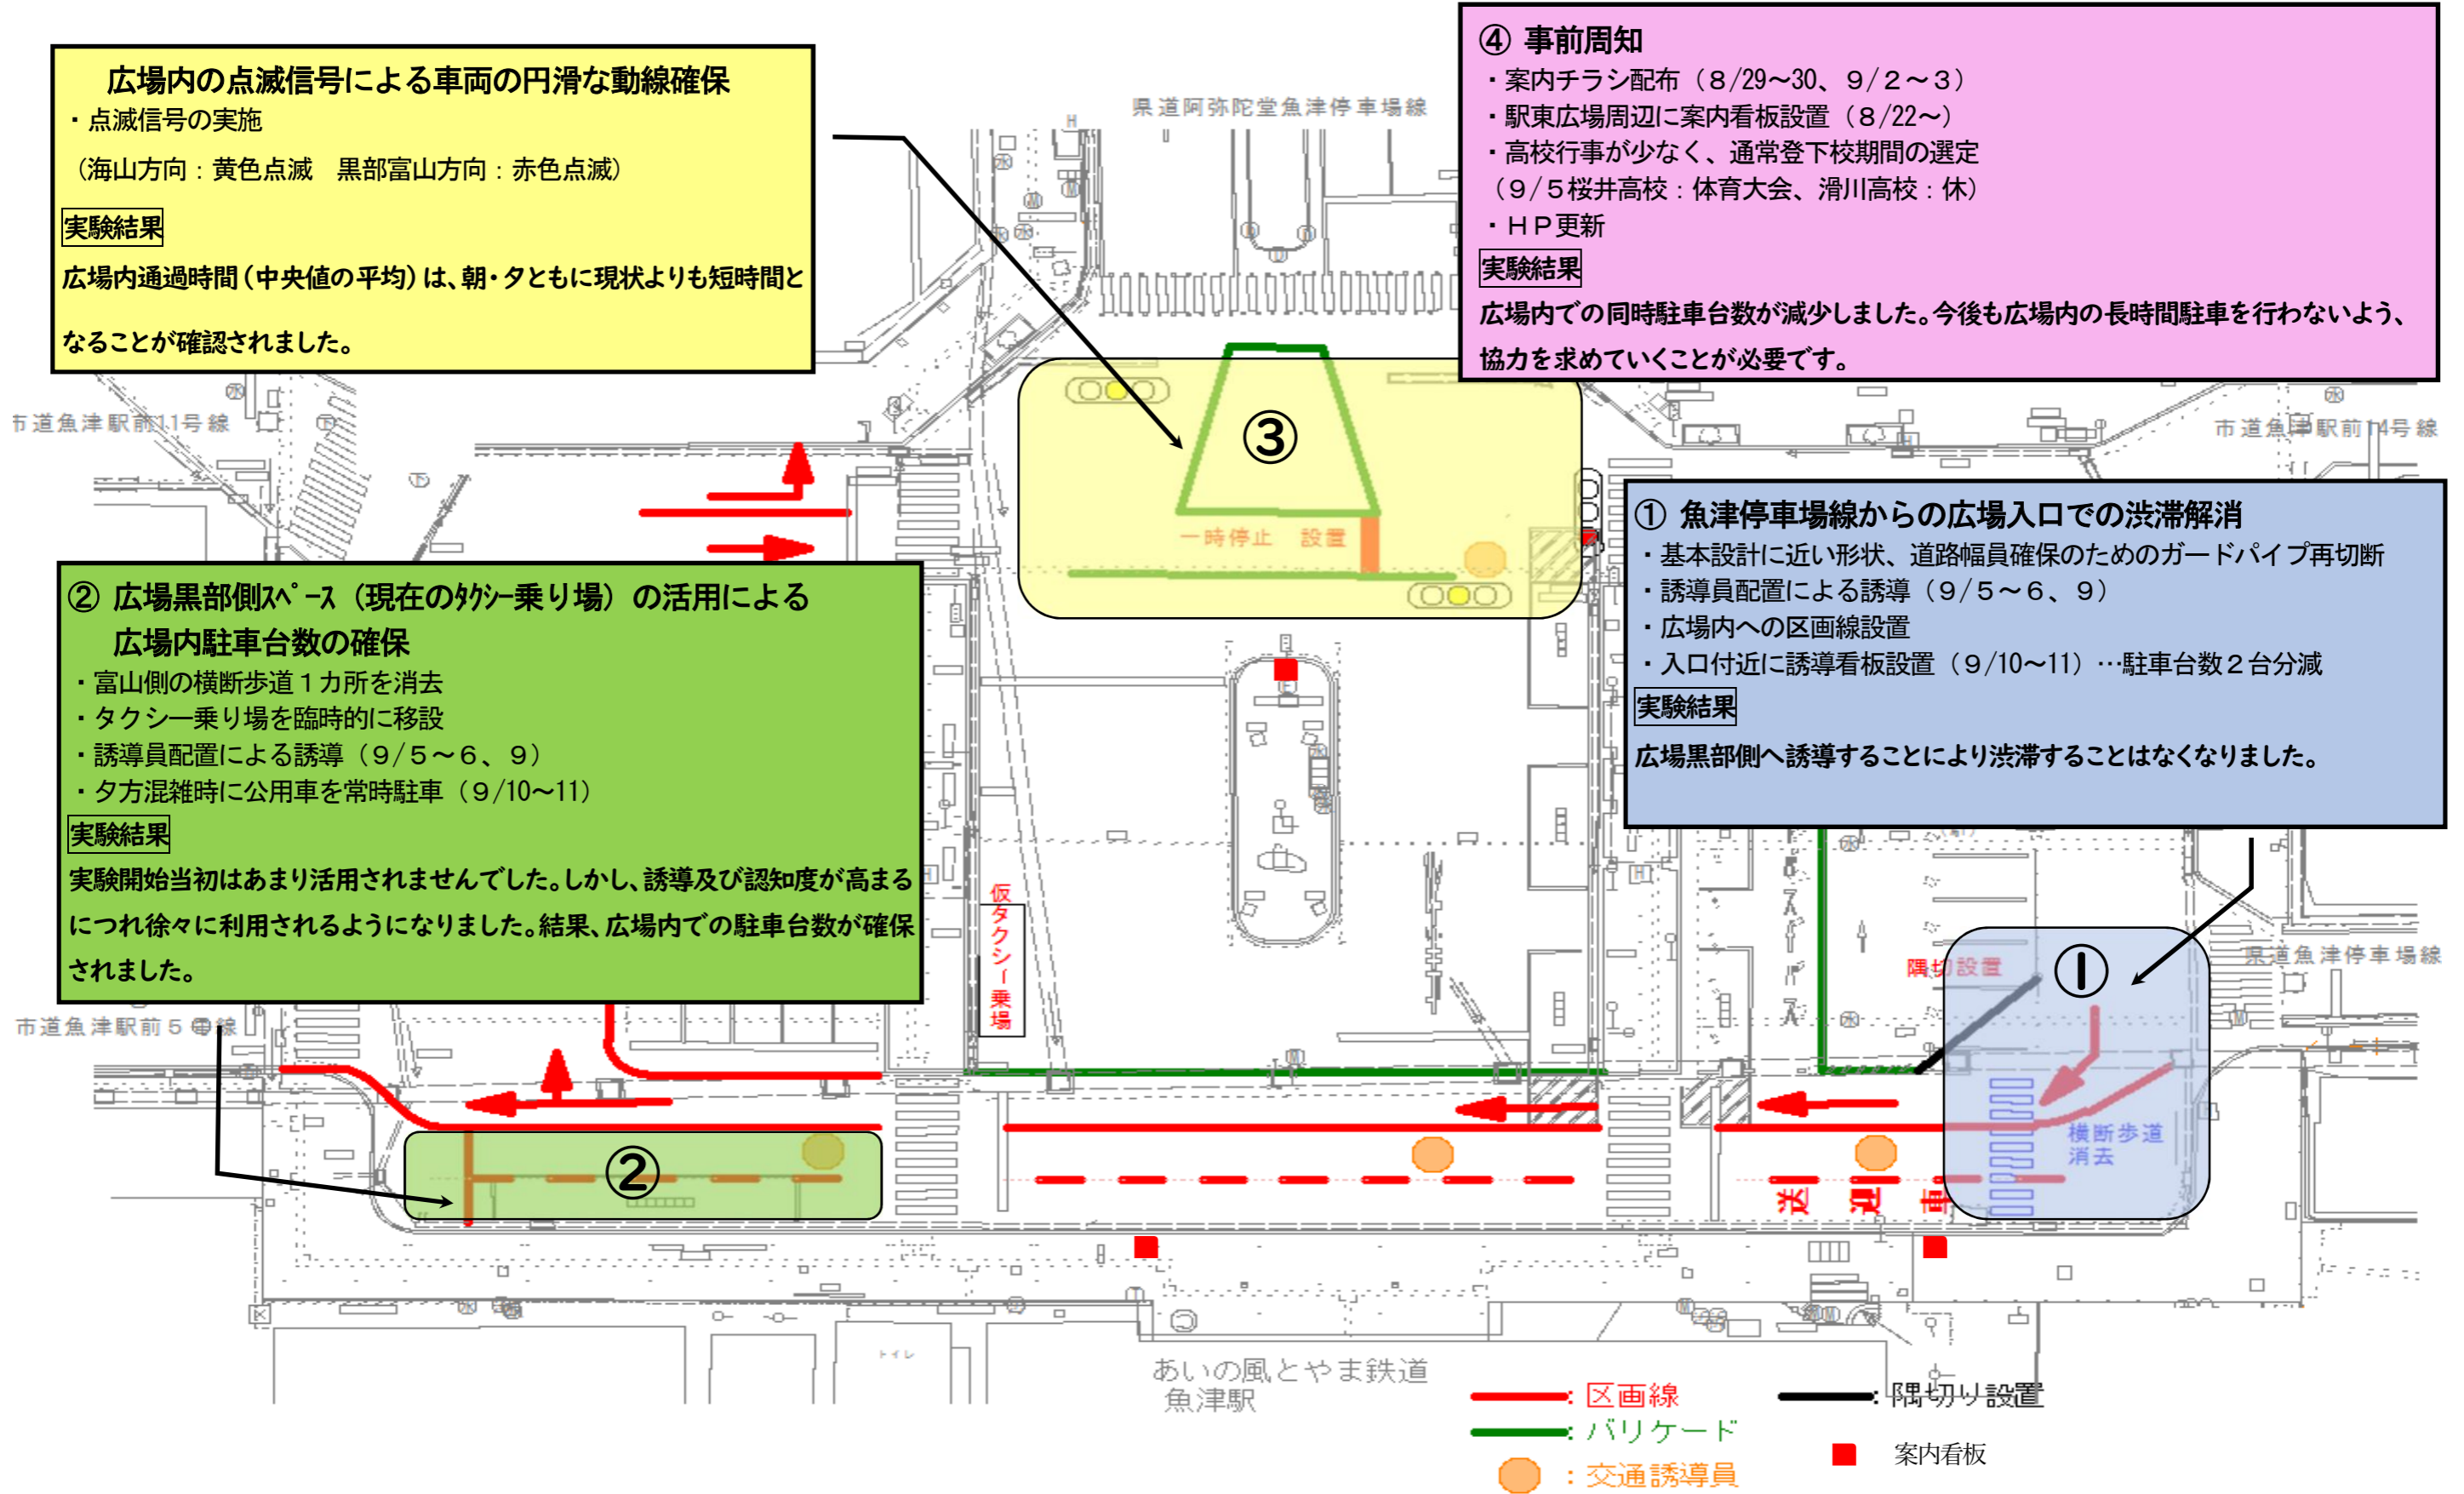 広場内の点滅信号による車両の円滑な動線確保
・点滅信号の実施
（海山方向：黄色点滅　黒部富山方向：赤色点滅）
実験結果
広場内通過時間（中央値の平均）は、朝・夕ともに現状よりも短時間と
なることが確認されました。
④ 事前周知
・案内チラシ配布（８/29～30、９/２～３）
・駅東広場周辺に案内看板設置（８/22～）
・高校行事が少なく、通常登下校期間の選定
（９/５桜井高校：体育大会、滑川高校：休）
・ＨＰ更新
実験結果
広場内での同時駐車台数が減少しました。今後も広場内の長時間駐車を行わないよう、
協力を求めていくことが必要です。
県道阿弥陀堂魚津停車場線
市道魚津駅前11号線
市道魚津駅前14号線
③
一時停止　設置
① 魚津停車場線からの広場入口での渋滞解消
・基本設計に近い形状、道路幅員確保のためのガードパイプ再切断
・誘導員配置による誘導（９/５～６、９）
・広場内への区画線設置
・入口付近に誘導看板設置（９/10～11）…駐車台数２台分減
実験結果
広場黒部側へ誘導することにより渋滞することはなくなりました。
② 広場黒部側ｽﾍﾟｰｽ（現在のﾀｸｼｰ乗り場）の活用による
広場内駐車台数の確保
・富山側の横断歩道１カ所を消去
・タクシー乗り場を臨時的に移設
・誘導員配置による誘導（９/５～６、９）
・夕方混雑時に公用車を常時駐車（９/10～11）
実験結果
実験開始当初はあまり活用されませんでした。しかし、誘導及び認知度が高まる
につれ徐々に利用されるようになりました。結果、広場内での駐車台数が確保
されました。
仮タクシー乗場
隅切設置
①
県道魚津停車場線
市道魚津駅前５号線
横断歩道
消去
②
送迎車
トイレ
あいの風とやま鉄道
魚津駅
：区画線
：隅切り設置
：バリケード
案内看板
：交通誘導員